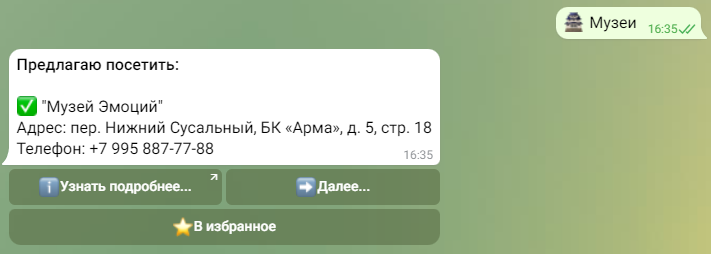 Музеи
16:35
Предлагаю посетить:
✅ "Музей Эмоций"
Адрес: пер. Нижний Сусальный, БК «Арма», д. 5, стр. 18
Телефон: +7 995 887-77-88
16:35
ℹ️Узнать подробнее...
➡️Далее...
⭐В избранное